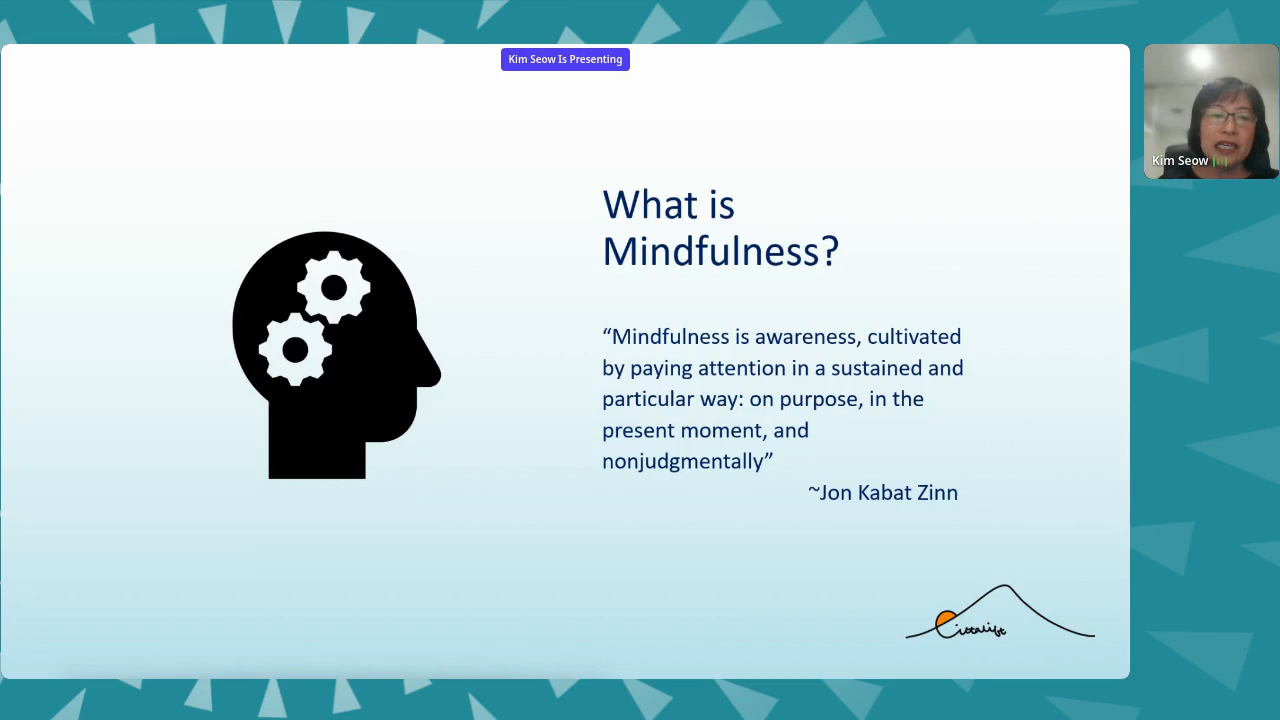 Kim Seow Is Presenting
What is
Mindfulness?
“Mindfulness is awareness, cultivated
by paying attention in a sustained and
particular way: on purpose, in the
present moment, and
nonjudgmentally”
~Jon Kabat Zinn
Cittalift
Kim Seow